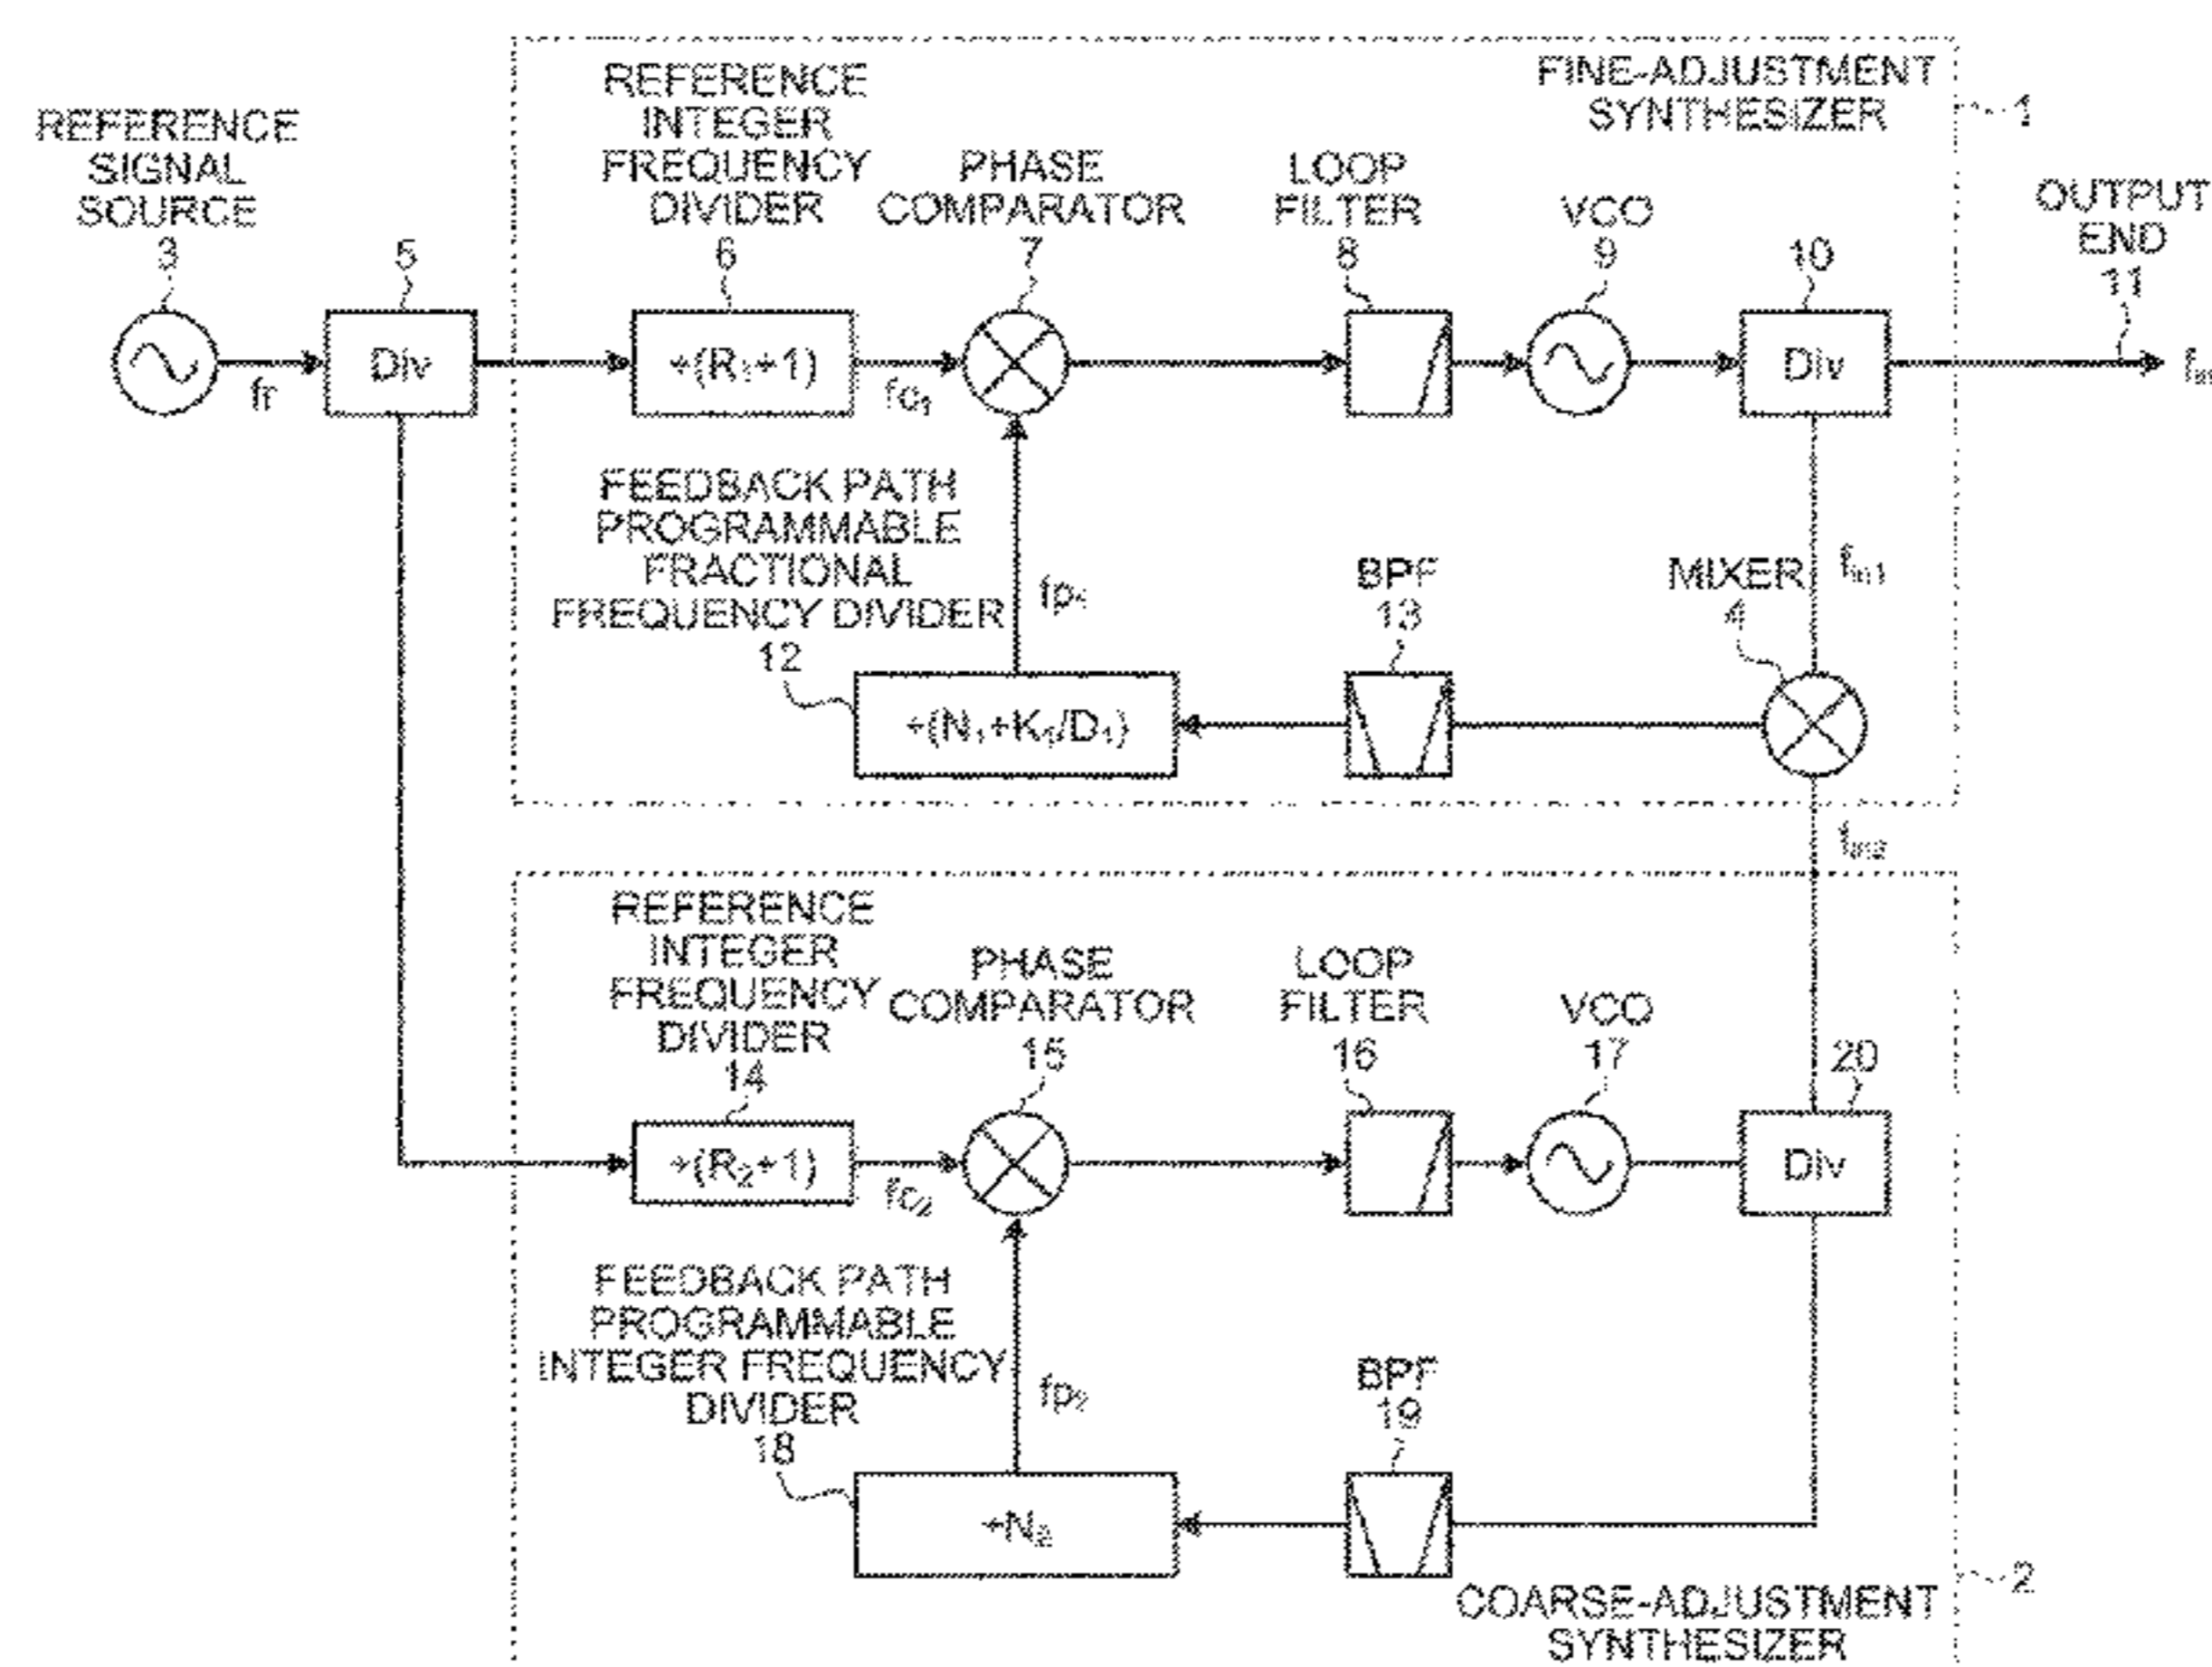 FINE-ADJUSTMENT
SYNTHESIZER
1
REFERENCE
SIGNAL
SOURCE
3
fr
5
Div
REFERENCE
INTEGER
FREQUENCY
DIVIDER
6
÷(R₁+1)
fc₁
PHASE
COMPARATOR
7
LOOP
FILTER
8
VCO
9
10
Div
OUTPUT
END
11
FEEDBACK PATH
PROGRAMMABLE
FRACTIONAL
FREQUENCY DIVIDER
12
÷(N₁+K₁/D₁)
fp₁
BPF
13
MIXER
4
fin1
fin2
REFERENCE
INTEGER
FREQUENCY
DIVIDER
14
÷(R₂+1)
fc₂
PHASE
COMPARATOR
15
LOOP
FILTER
16
VCO
17
20
Div
FEEDBACK PATH
PROGRAMMABLE
INTEGER FREQUENCY
DIVIDER
18
÷N₂
fp₂
BPF
19
2
COARSE-ADJUSTMENT
SYNTHESIZER